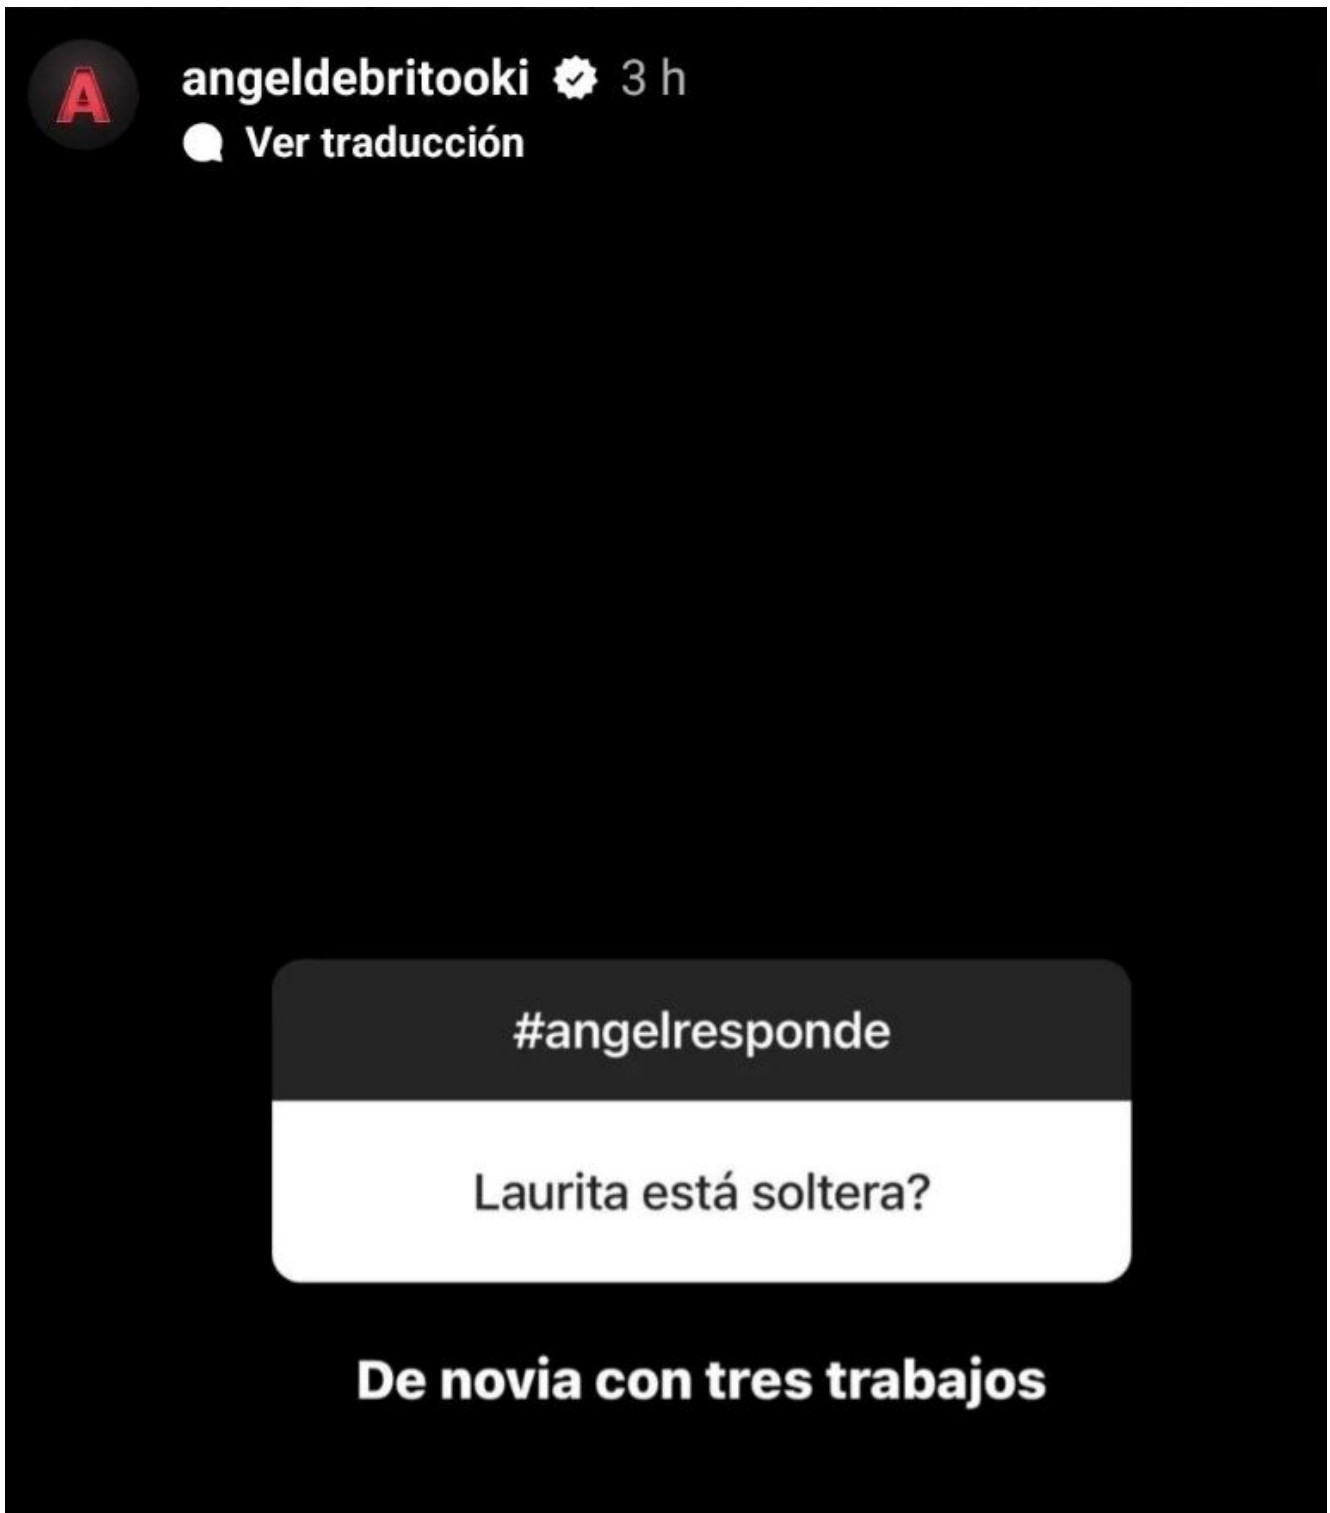 A
angeldebritooki 3 h
Ver traducción
#angelresponde
Laurita está soltera?
De novia con tres trabajos